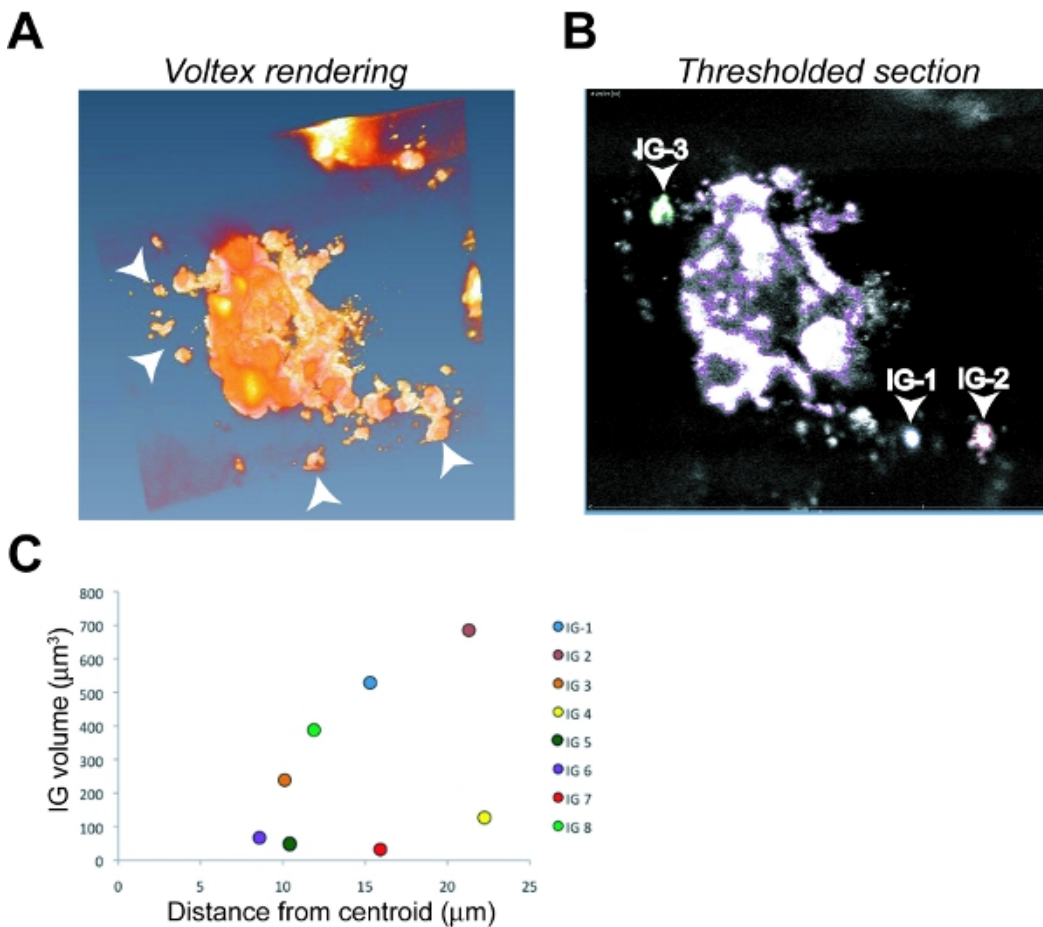 A
Voltex rendering
B
Thresholded section
IG-3
IG-1
IG-2
C
IG volume (μm³)
800
700
600
500
400
300
200
100
0
0 5 10 15 20 25
Distance from centroid (μm)
IG-1
IG 2
IG 3
IG 4
IG 5
IG 6
IG 7
IG 8